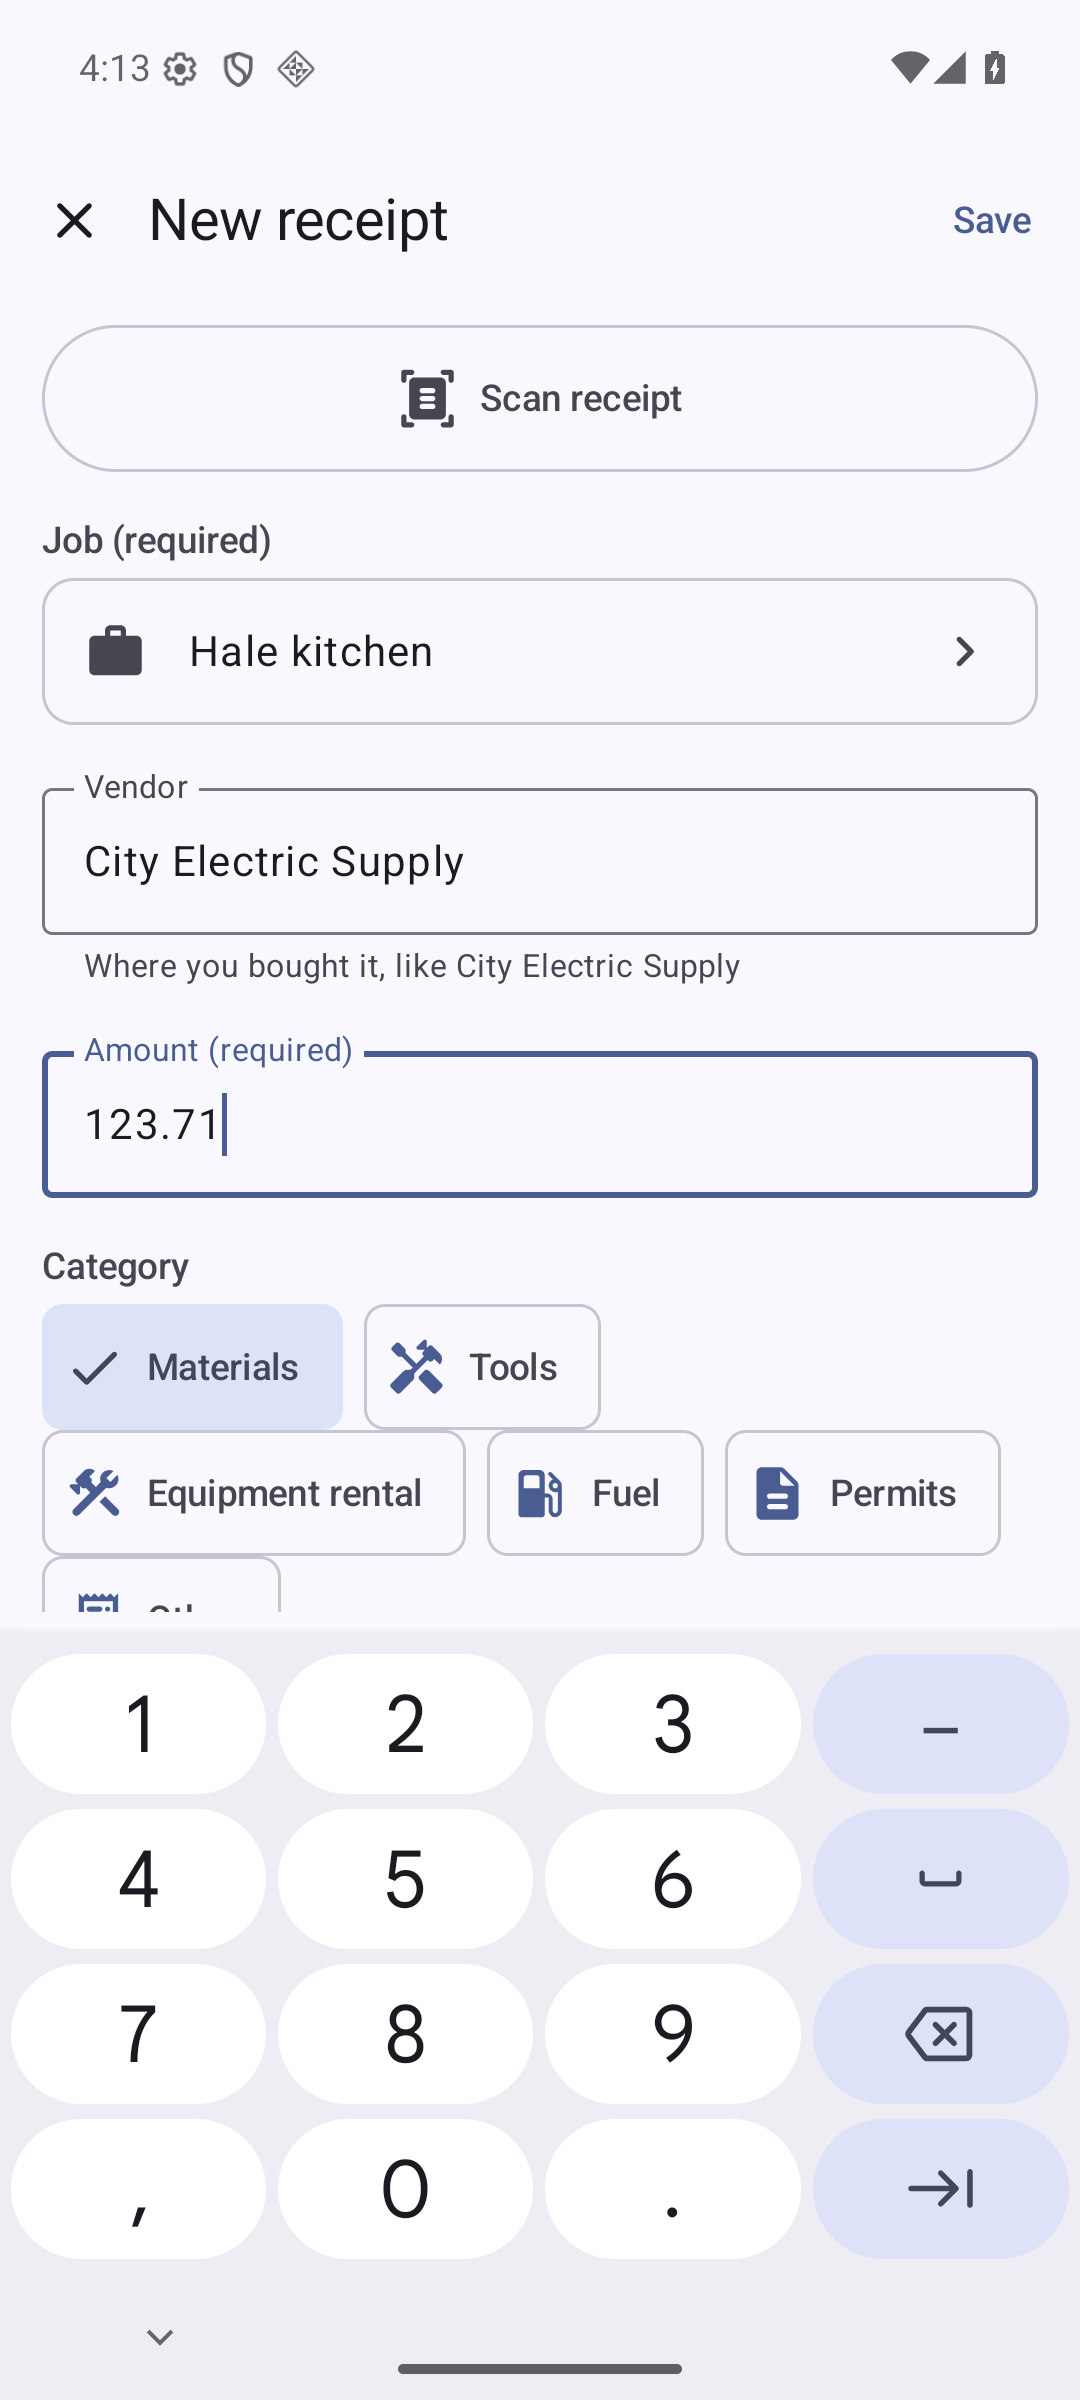 4:13
New receipt
Save
Scan receipt
Job (required)
Hale kitchen
Vendor
City Electric Supply
Where you bought it, like City Electric Supply
Amount (required)
123.71
Category
Materials
Tools
Equipment rental
Fuel
Permits
1 2 3 –
4 5 6
7 8 9
, 0 .